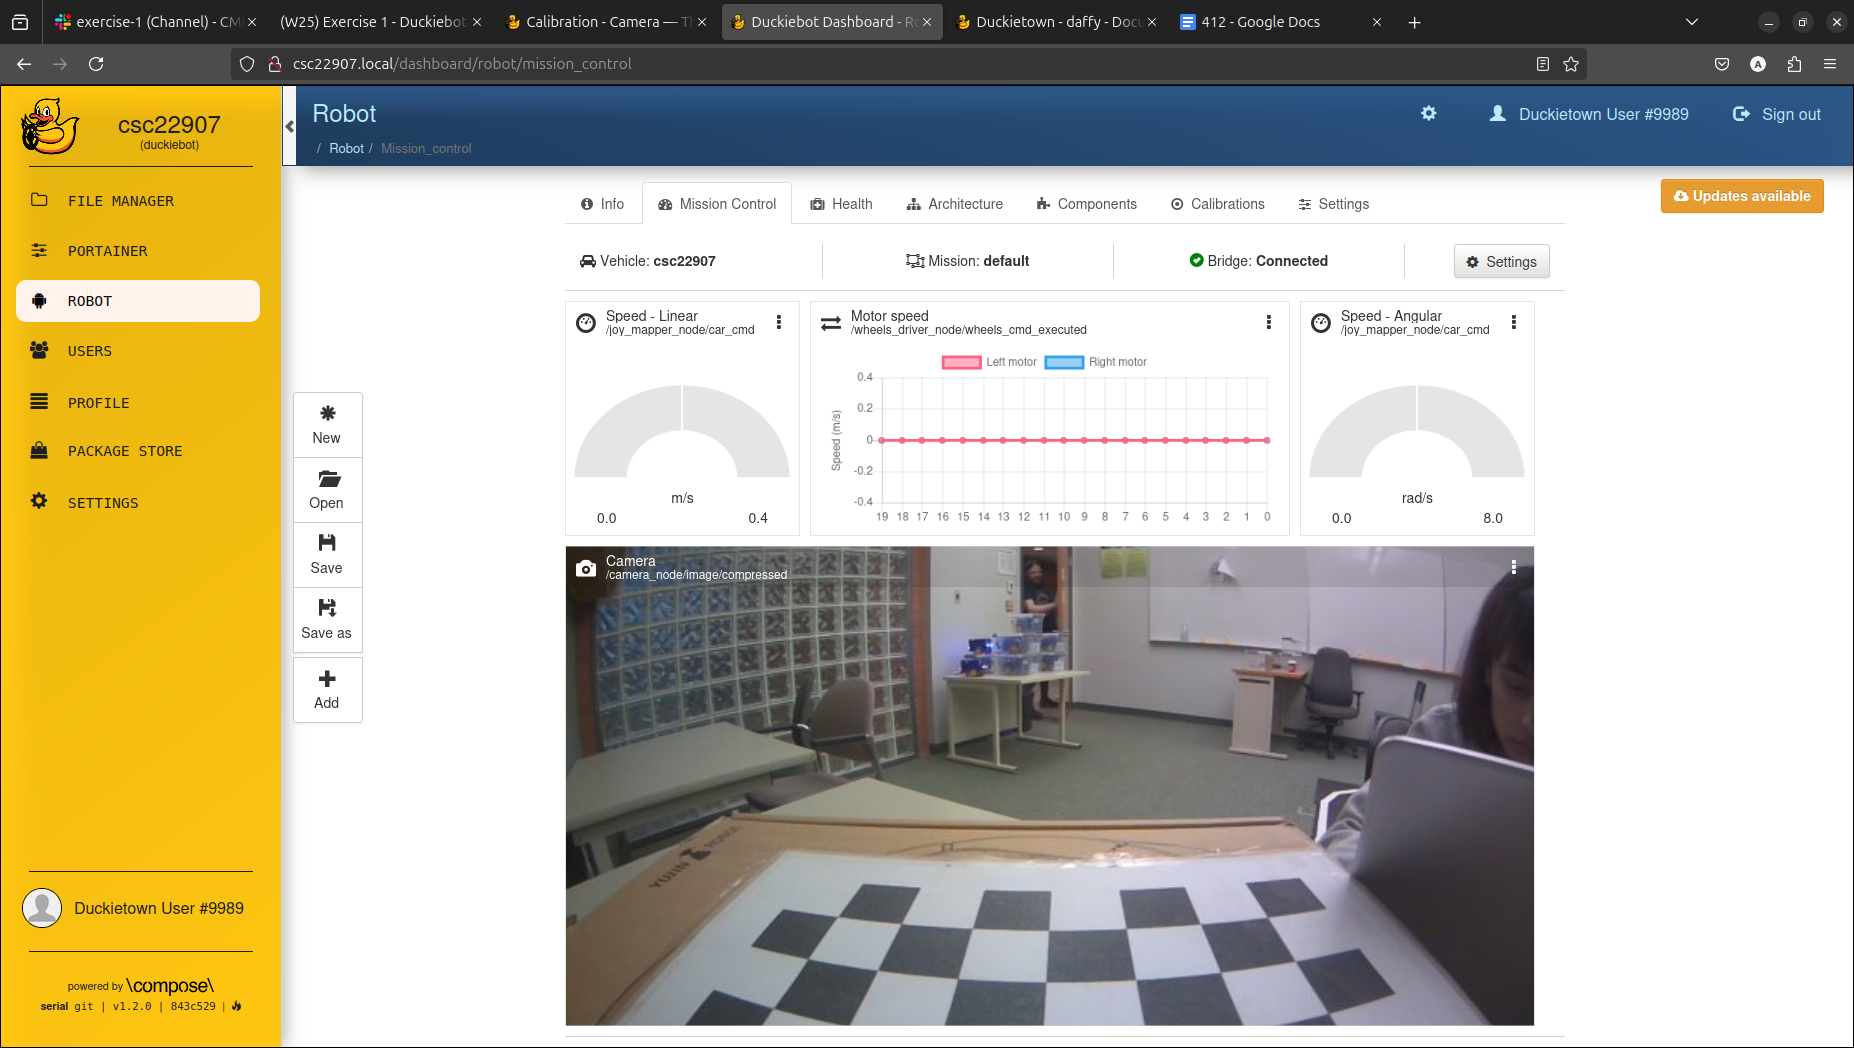 exercise-1 (Channel) - CM
(W25) Exercise 1 - Duckiebot
Calibration - Camera — Th
Duckiebot Dashboard - Ro
Duckietown - daffy - Docu
412 - Google Docs
csc22907.local/dashboard/robot/mission_control
A
csc22907
(duckiebot)
FILE MANAGER
PORTAINER
ROBOT
USERS
PROFILE
PACKAGE STORE
SETTINGS
Duckietown User #9989
powered by \compose\
serial git | v1.2.0 | 843c529 |
Robot
/ Robot / Mission_control
Duckietown User #9989
Sign out
New
Open
Save
Save as
Add
Info
Mission Control
Health
Architecture
Components
Calibrations
Settings
Updates available
Vehicle: csc22907
Mission: default
Bridge: Connected
Settings
Speed - Linear
/joy_mapper_node/car_cmd
m/s
0.0 0.4
Motor speed
/wheels_driver_node/wheels_cmd_executed
Left motor Right motor
Speed (m/s)
0.4
0.2
0
-0.2
-0.4
19 18 17 16 15 14 13 12 11 10 9 8 7 6 5 4 3 2 1 0
Speed - Angular
/joy_mapper_node/car_cmd
rad/s
0.0 8.0
Camera
/camera_node/image/compressed
YUJIN ROBOT